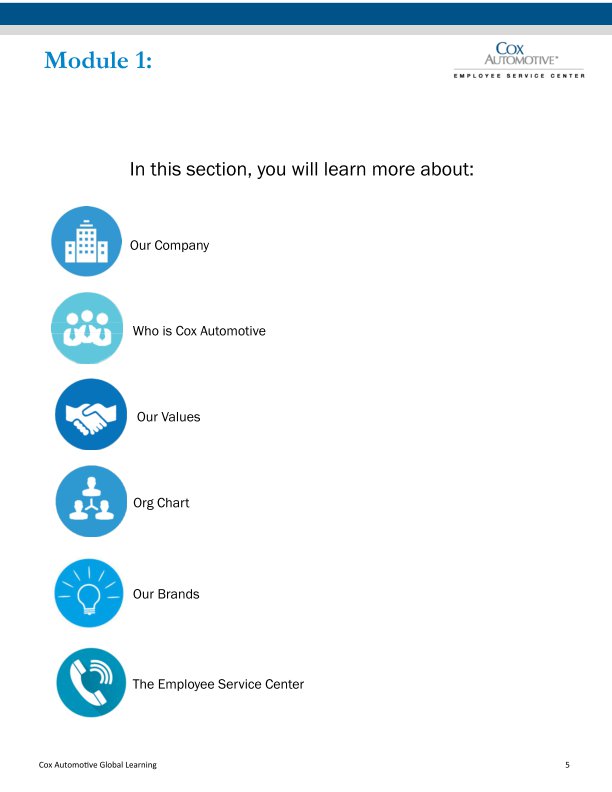 Module 1:
COX
AUTOMOTIVE
EMPLOYEE SERVICE CENTER
In this section, you will learn more about:
Our Company
Who is Cox Automotive
Our Values
Org Chart
Our Brands
The Employee Service Center
Cox Automotive Global Learning 5